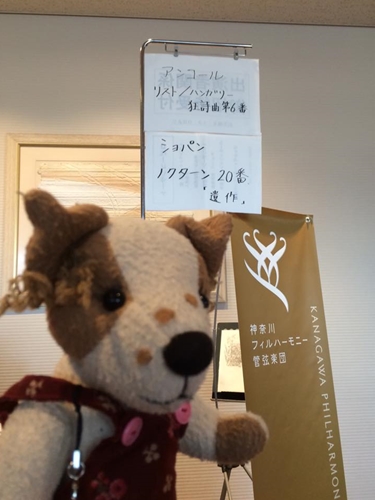 アンコール
リスト/ハンガリー
狂詩曲第6番
ショパン
ノクターン 20番
「遺作」
神奈川
フィルハーモニー
管弦楽団
KANAGAWA PHILHARMON